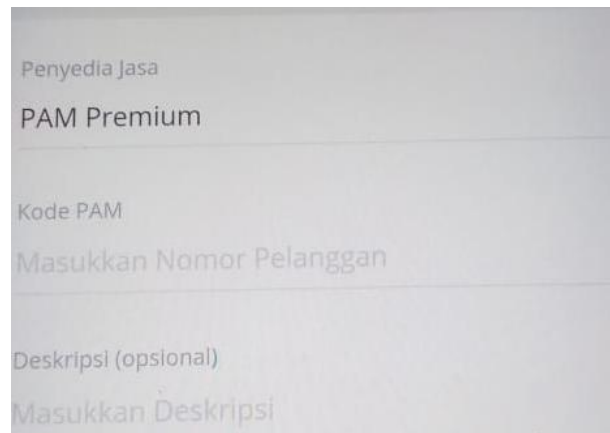 Penyedia Jasa
PAM Premium
Kode PAM
Masukkan Nomor Pelanggan
Deskripsi (opsional)
Masukkan Deskripsi